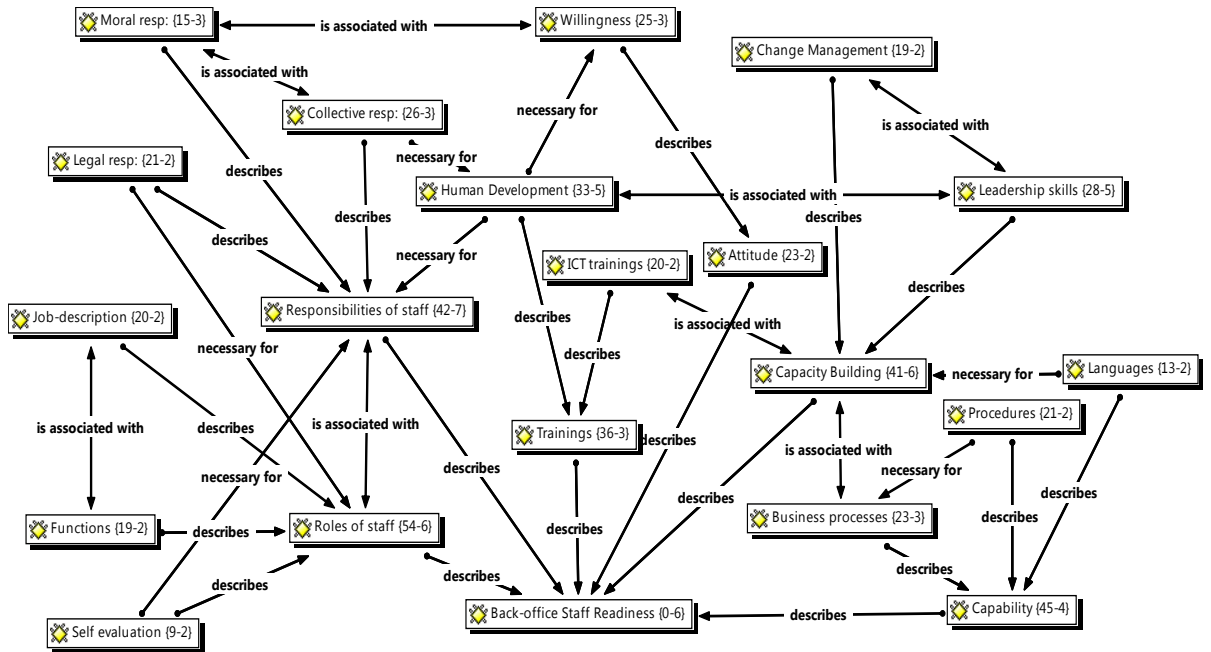 Moral resp: {15-3}
is associated with
Willingness {25-3}
Change Management {19-2}
is associated with
Collective resp: {26-3}
necessary for
is associated with
Legal resp: {21-2}
describes
necessary for
describes
Human Development {33-5}
is associated with
Leadership skills {28-5}
describes
describes
describes
necessary for
ICT trainings {20-2}
Attitude {23-2}
describes
Job-description {20-2}
Responsibilities of staff {42-7}
describes
is associated with
necessary for
describes
Capacity Building {41-6}
necessary for
Languages {13-2}
is associated with
describes
is associated with
Procedures {21-2}
Trainings {36-3}
describes
is associated with
necessary for
describes
necessary for
describes
describes
Functions {19-2}
describes
Roles of staff {54-6}
describes
Business processes {23-3}
describes
describes
describes
describes
Self evaluation {9-2}
Back-office Staff Readiness {0-6}
describes
Capability {45-4}